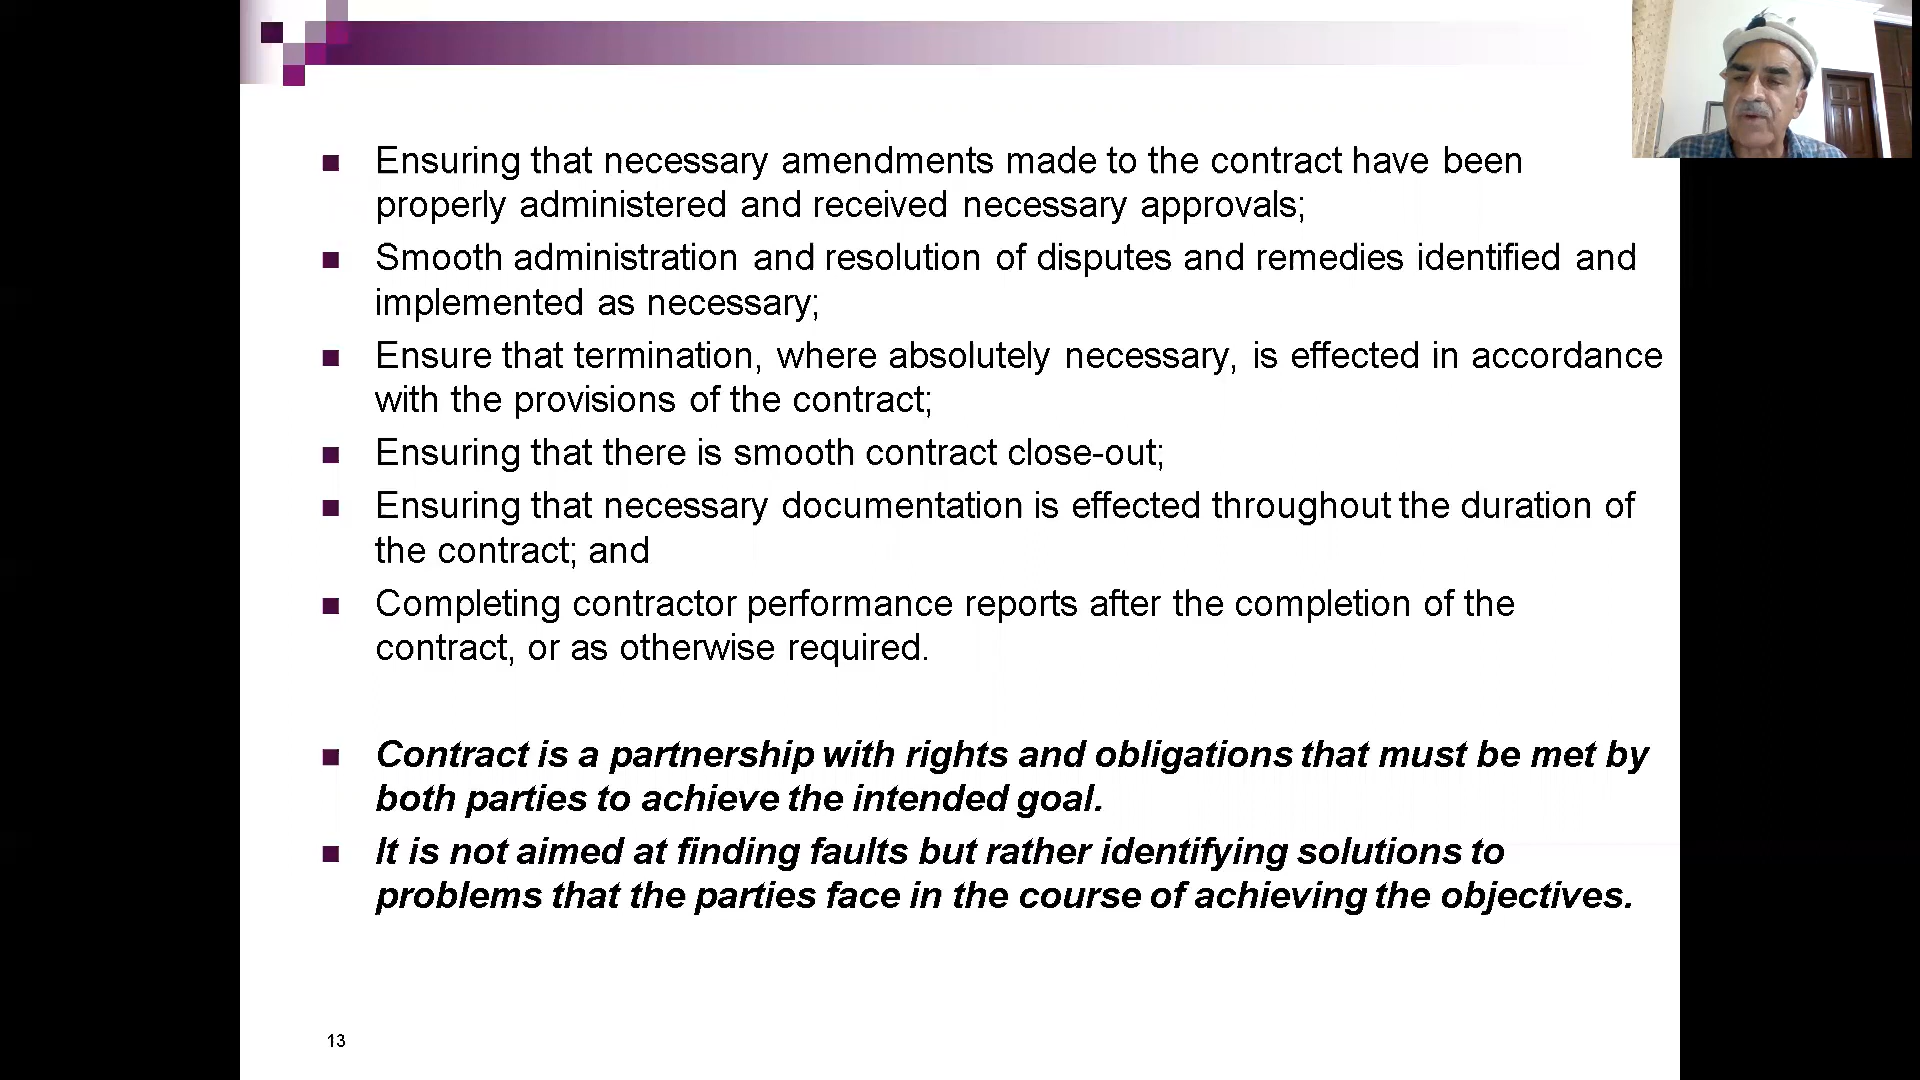 Ensuring that necessary amendments made to the contract have been
properly administered and received necessary approvals;
Smooth administration and resolution of disputes and remedies identified and
implemented as necessary;
Ensure that termination, where absolutely necessary, is effected in accordance
with the provisions of the contract;
Ensuring that there is smooth contract close-out;
Ensuring that necessary documentation is effected throughout the duration of
the contract; and
Completing contractor performance reports after the completion of the
contract, or as otherwise required.
Contract is a partnership with rights and obligations that must be met by
both parties to achieve the intended goal.
It is not aimed at finding faults but rather identifying solutions to
problems that the parties face in the course of achieving the objectives.
13